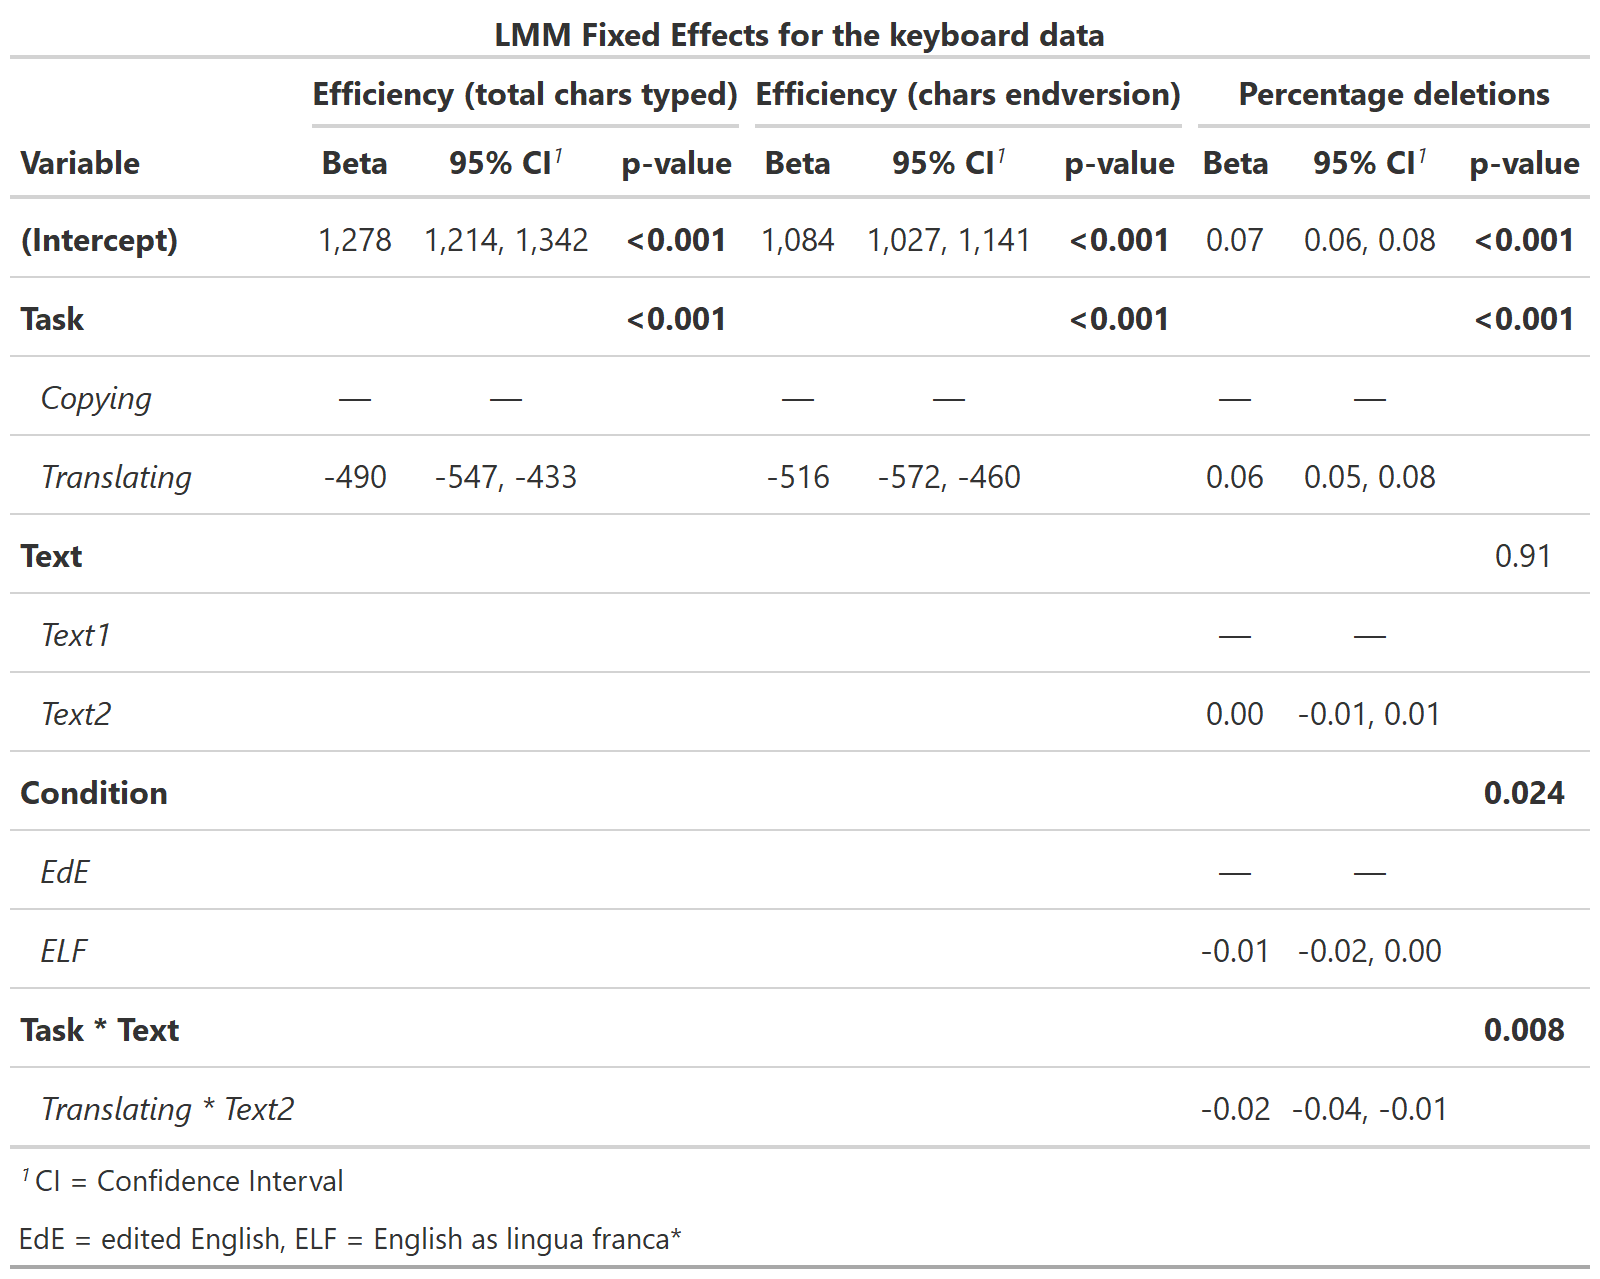 LMM Fixed Effects for the keyboard data
Efficiency (total chars typed) Efficiency (chars endversion) Percentage deletions
Variable Beta 95% CI1 p-value Beta 95% CI1 p-value Beta 95% CI1 p-value
(Intercept) 1,278 1,214, 1,342 <0.001 1,084 1,027, 1,141 <0.001 0.07 0.06, 0.08 <0.001
Task <0.001 <0.001 <0.001
Copying — — — — — —
Translating -490 -547, -433 -516 -572, -460 0.06 0.05, 0.08
Text 0.91
Text1 — —
Text2 0.00 -0.01, 0.01
Condition 0.024
EdE — —
ELF -0.01 -0.02, 0.00
Task * Text 0.008
Translating * Text2 -0.02 -0.04, -0.01
1 CI = Confidence Interval
EdE = edited English, ELF = English as lingua franca*